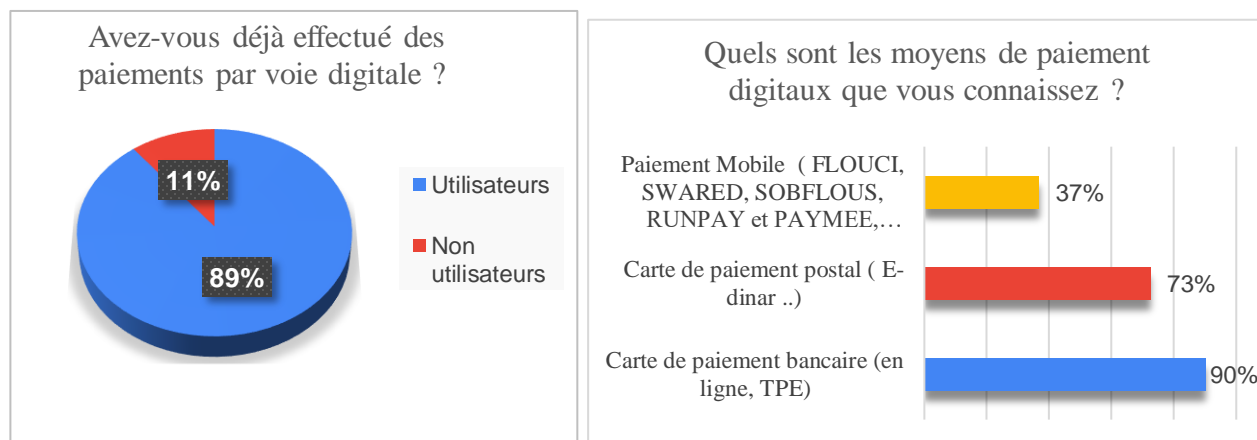 Avez-vous déjà effectué des
paiements par voie digitale ?
11%
89%
Utilisateurs
Non
utilisateurs
Quels sont les moyens de paiement
digitaux que vous connaissez ?
Paiement Mobile ( FLOUCI,
SWARED, SOBFLOUS,
RUNPAY et PAYMEE,…
37%
Carte de paiement postal ( E-
dinar ..)
73%
Carte de paiement bancaire (en
ligne, TPE)
90%